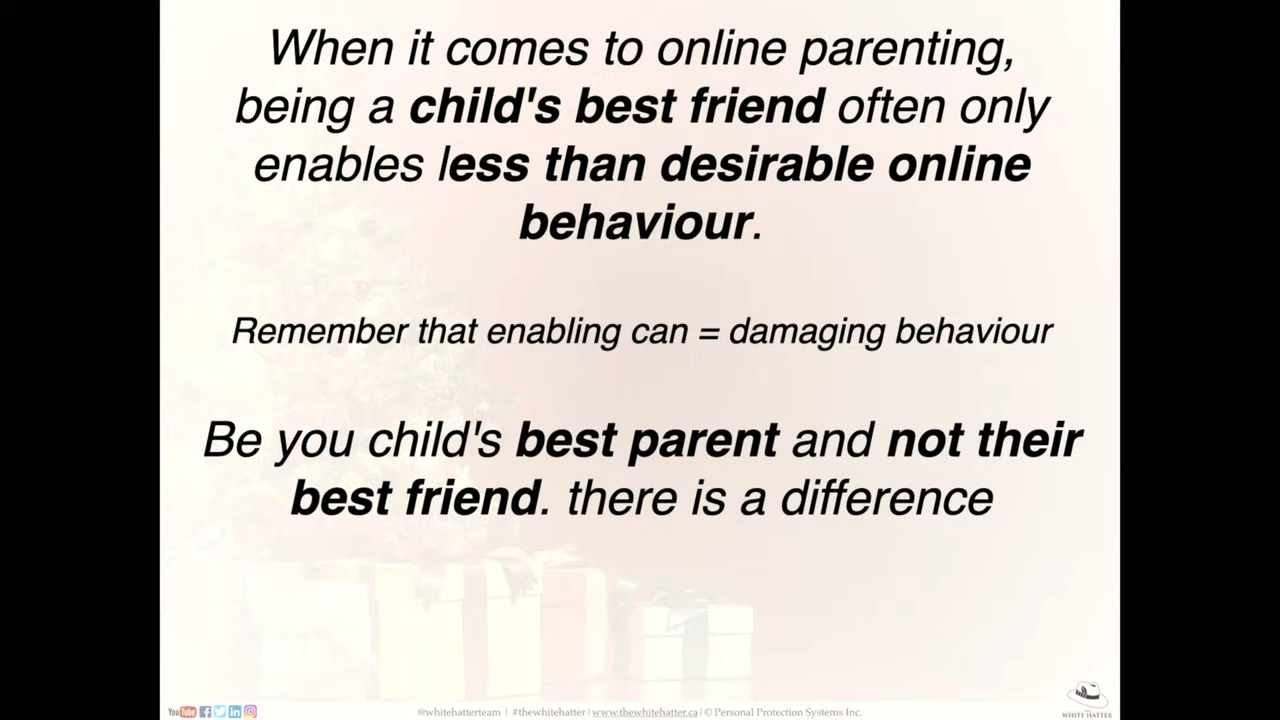 When it comes to online parenting,
being a child's best friend often only
enables less than desirable online
behaviour.
Remember that enabling can = damaging behaviour
Be you child's best parent and not their
best friend. there is a difference
You Tube
@whitehatterteam | #thewhitehatter | www.thewhitehatter.ca | © Personal Protection Systems Inc.
WHITE HATTER